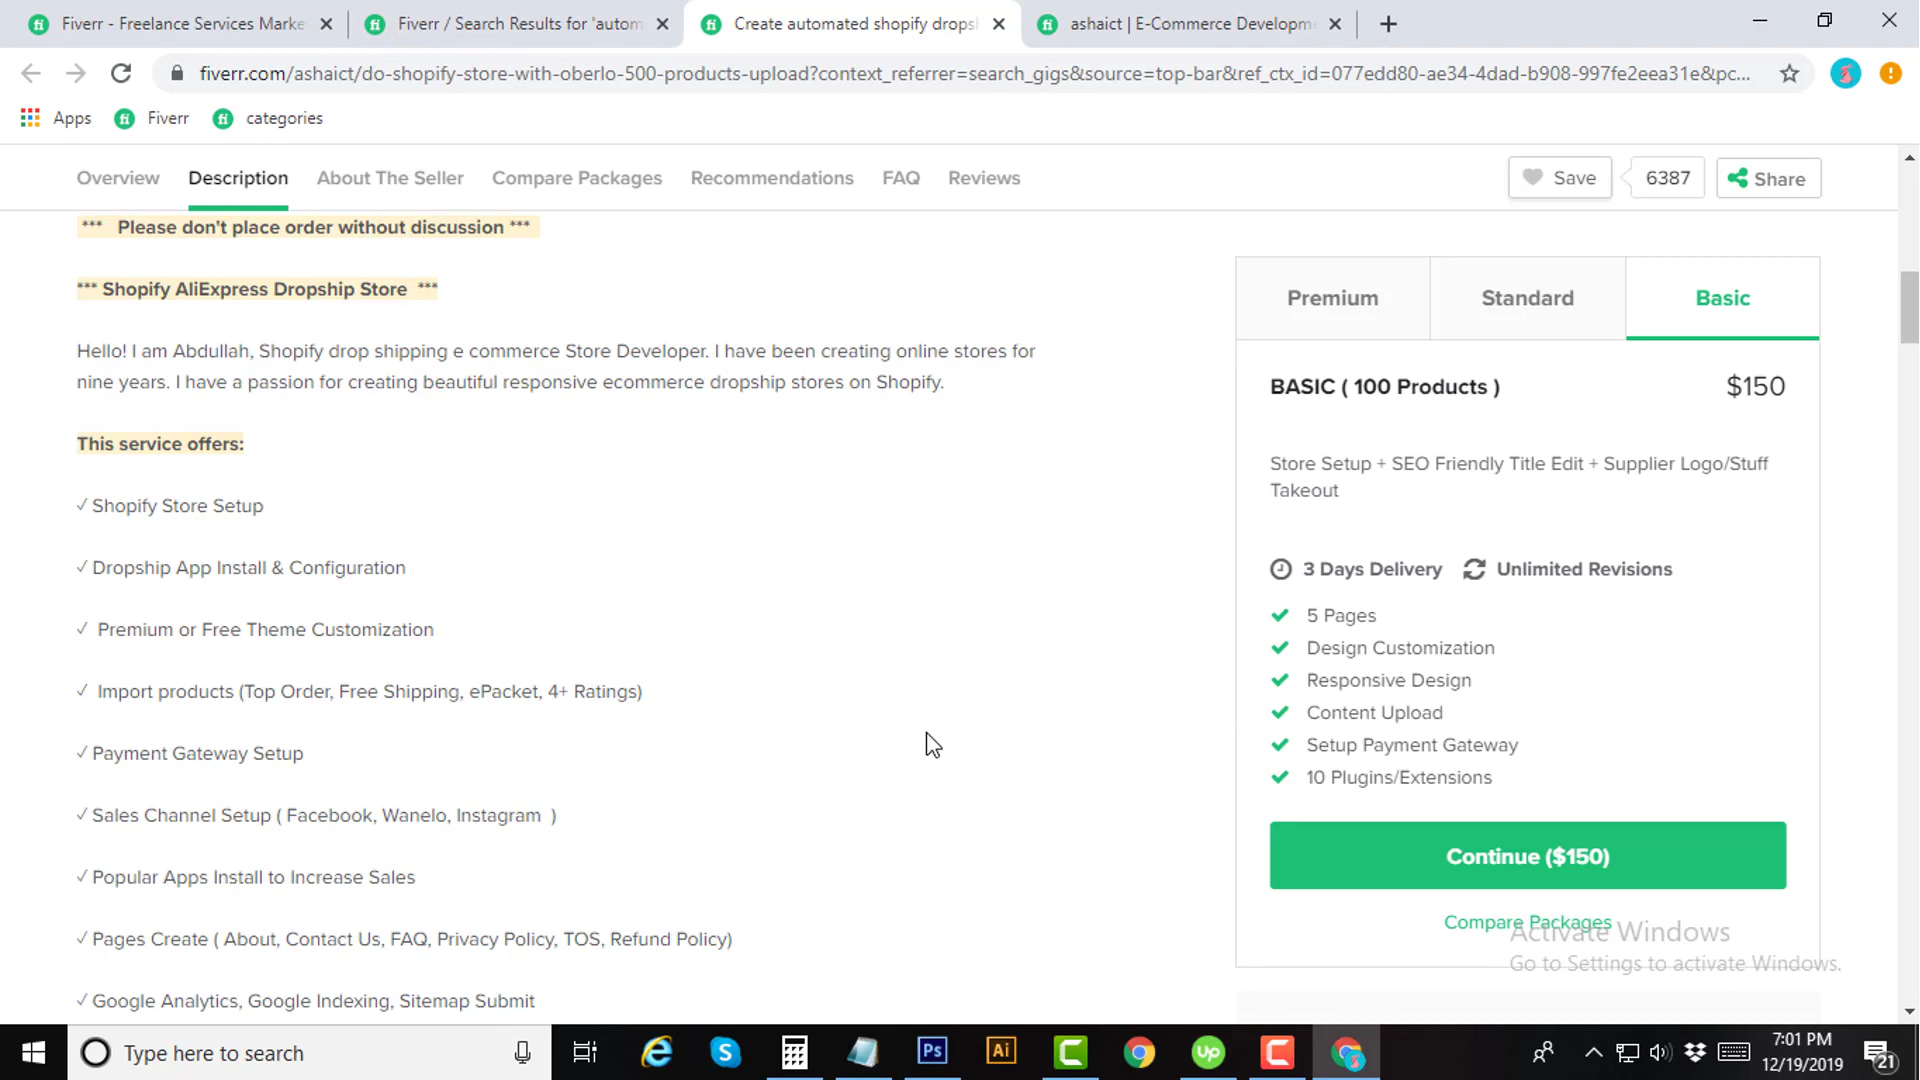 Fiverr - Freelance Services Marke
Fiverr / Search Results for 'autom
Create automated shopify drops
ashaict | E-Commerce Developm
fiverr.com/ashaict/do-shopify-store-with-oberlo-500-products-upload?context_referrer=search_gigs&source=top-bar&ref_ctx_id=077edd80-ae34-4dad-b908-997fe2eea31e&pc...
Apps
Fiverr
categories
Overview
Description
About The Seller
Compare Packages
Recommendations
FAQ
Reviews
Save
6387
Share
*** Please don't place order without discussion ***
*** Shopify AliExpress Dropship Store ***
Hello! I am Abdullah, Shopify drop shipping e commerce Store Developer. I have been creating online stores for
nine years. I have a passion for creating beautiful responsive ecommerce dropship stores on Shopify.
This service offers:
✓ Shopify Store Setup
✓ Dropship App Install & Configuration
✓ Premium or Free Theme Customization
✓ Import products (Top Order, Free Shipping, ePacket, 4+ Ratings)
✓ Payment Gateway Setup
✓ Sales Channel Setup ( Facebook, Wanelo, Instagram )
✓ Popular Apps Install to Increase Sales
✓ Pages Create ( About, Contact Us, FAQ, Privacy Policy, TOS, Refund Policy)
✓ Google Analytics, Google Indexing, Sitemap Submit
Premium
Standard
Basic
BASIC ( 100 Products )
$150
Store Setup + SEO Friendly Title Edit + Supplier Logo/Stuff
Takeout
3 Days Delivery
Unlimited Revisions
5 Pages
Design Customization
Responsive Design
Content Upload
Setup Payment Gateway
10 Plugins/Extensions
Continue ($150)
Compare Packages
Activate Windows
Go to Settings to activate Windows.
Type here to search
Ps
Ai
Up
7:01 PM
12/19/2019
21